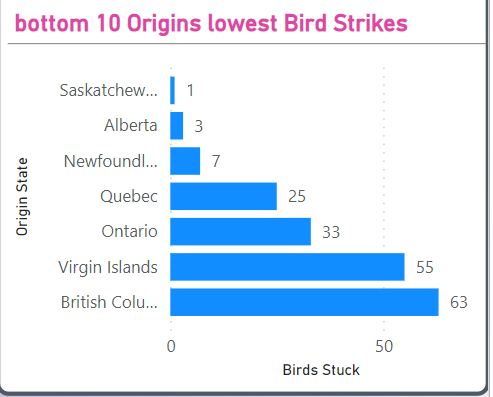 bottom 10 Origins lowest Bird Strikes
Saskatchew... 1
Alberta 3
Newfoundl... 7
Quebec 25
Ontario 33
Virgin Islands 55
British Colu... 63
Origin State
0 50
Birds Stuck